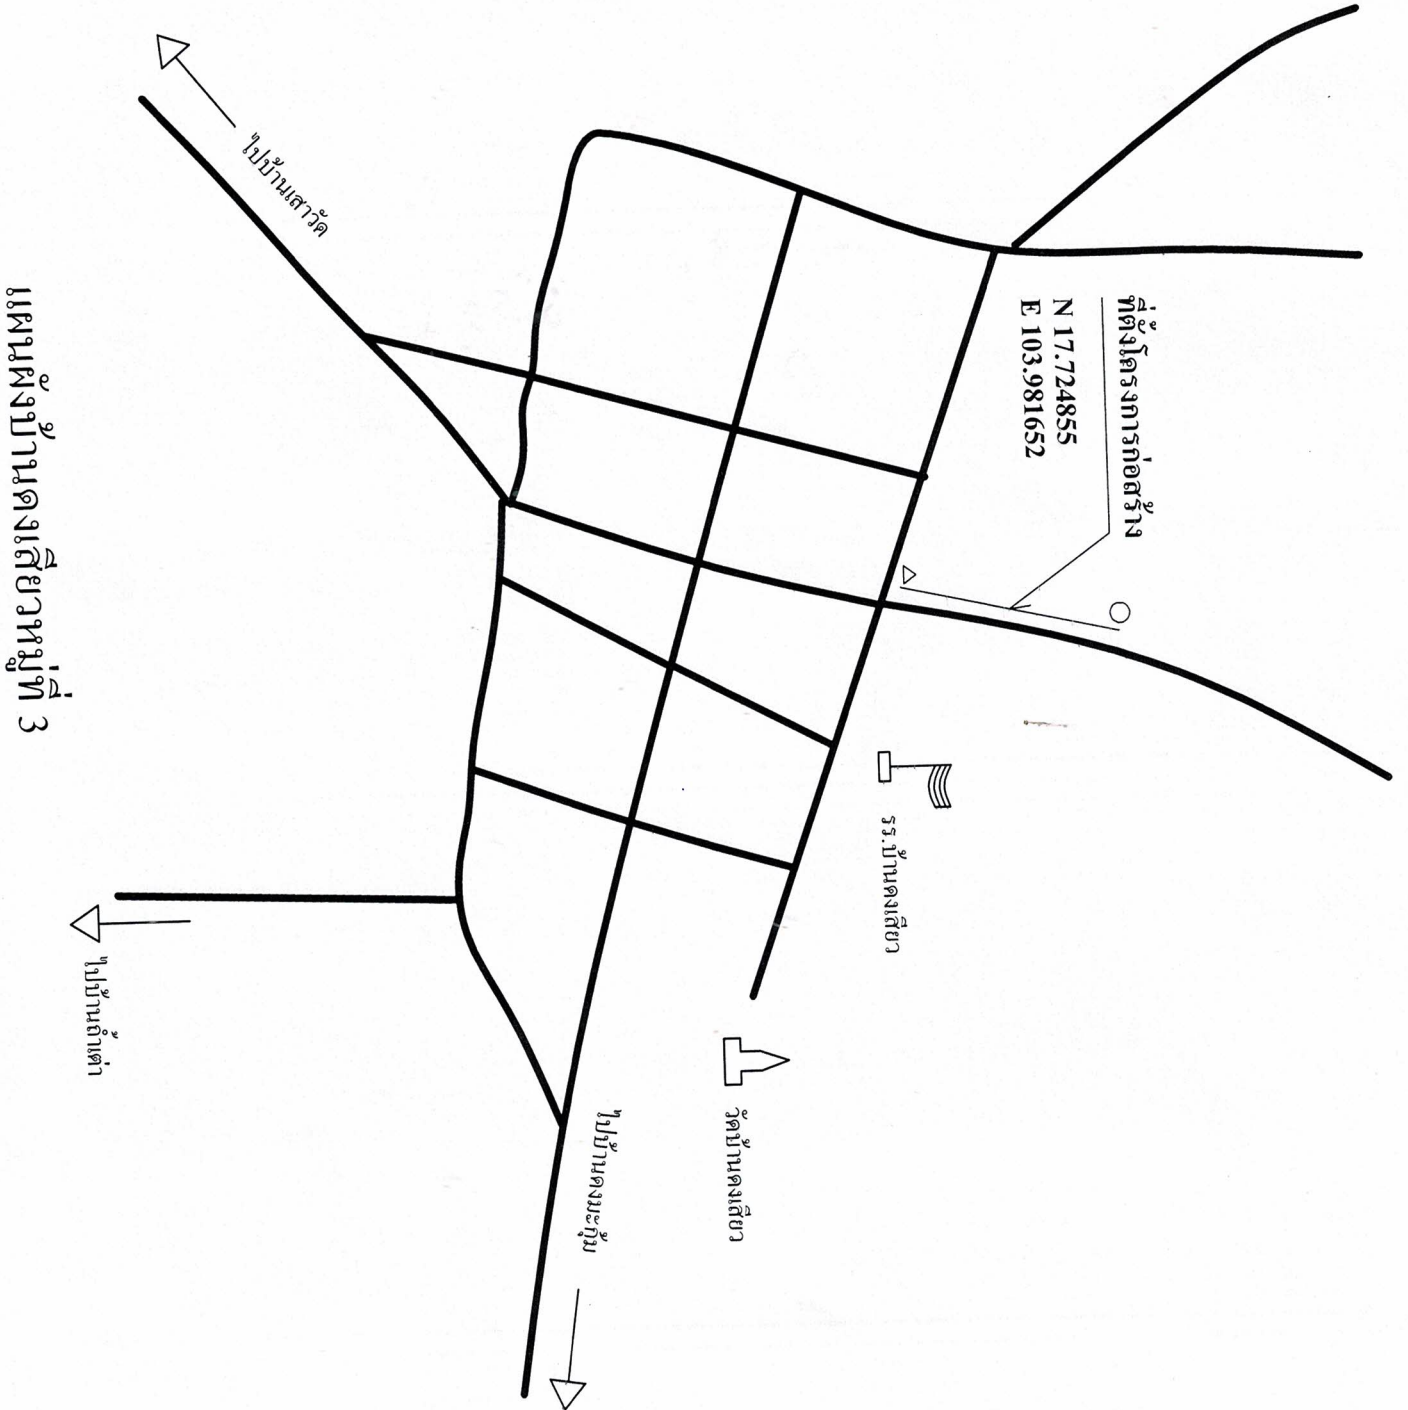 ที่ตั้งโครงการก่อสร้าง
N 17.724855
E 103.981652
รร.บ้านดงเสียว
วัดบ้านดงเสียว
ไปบ้านดงมะกุ้ม
ไปบ้านเสาวัด
ไปบ้านถ้ำเต่า
แผนผังบ้านดงเสียวหมู่ที่ 3